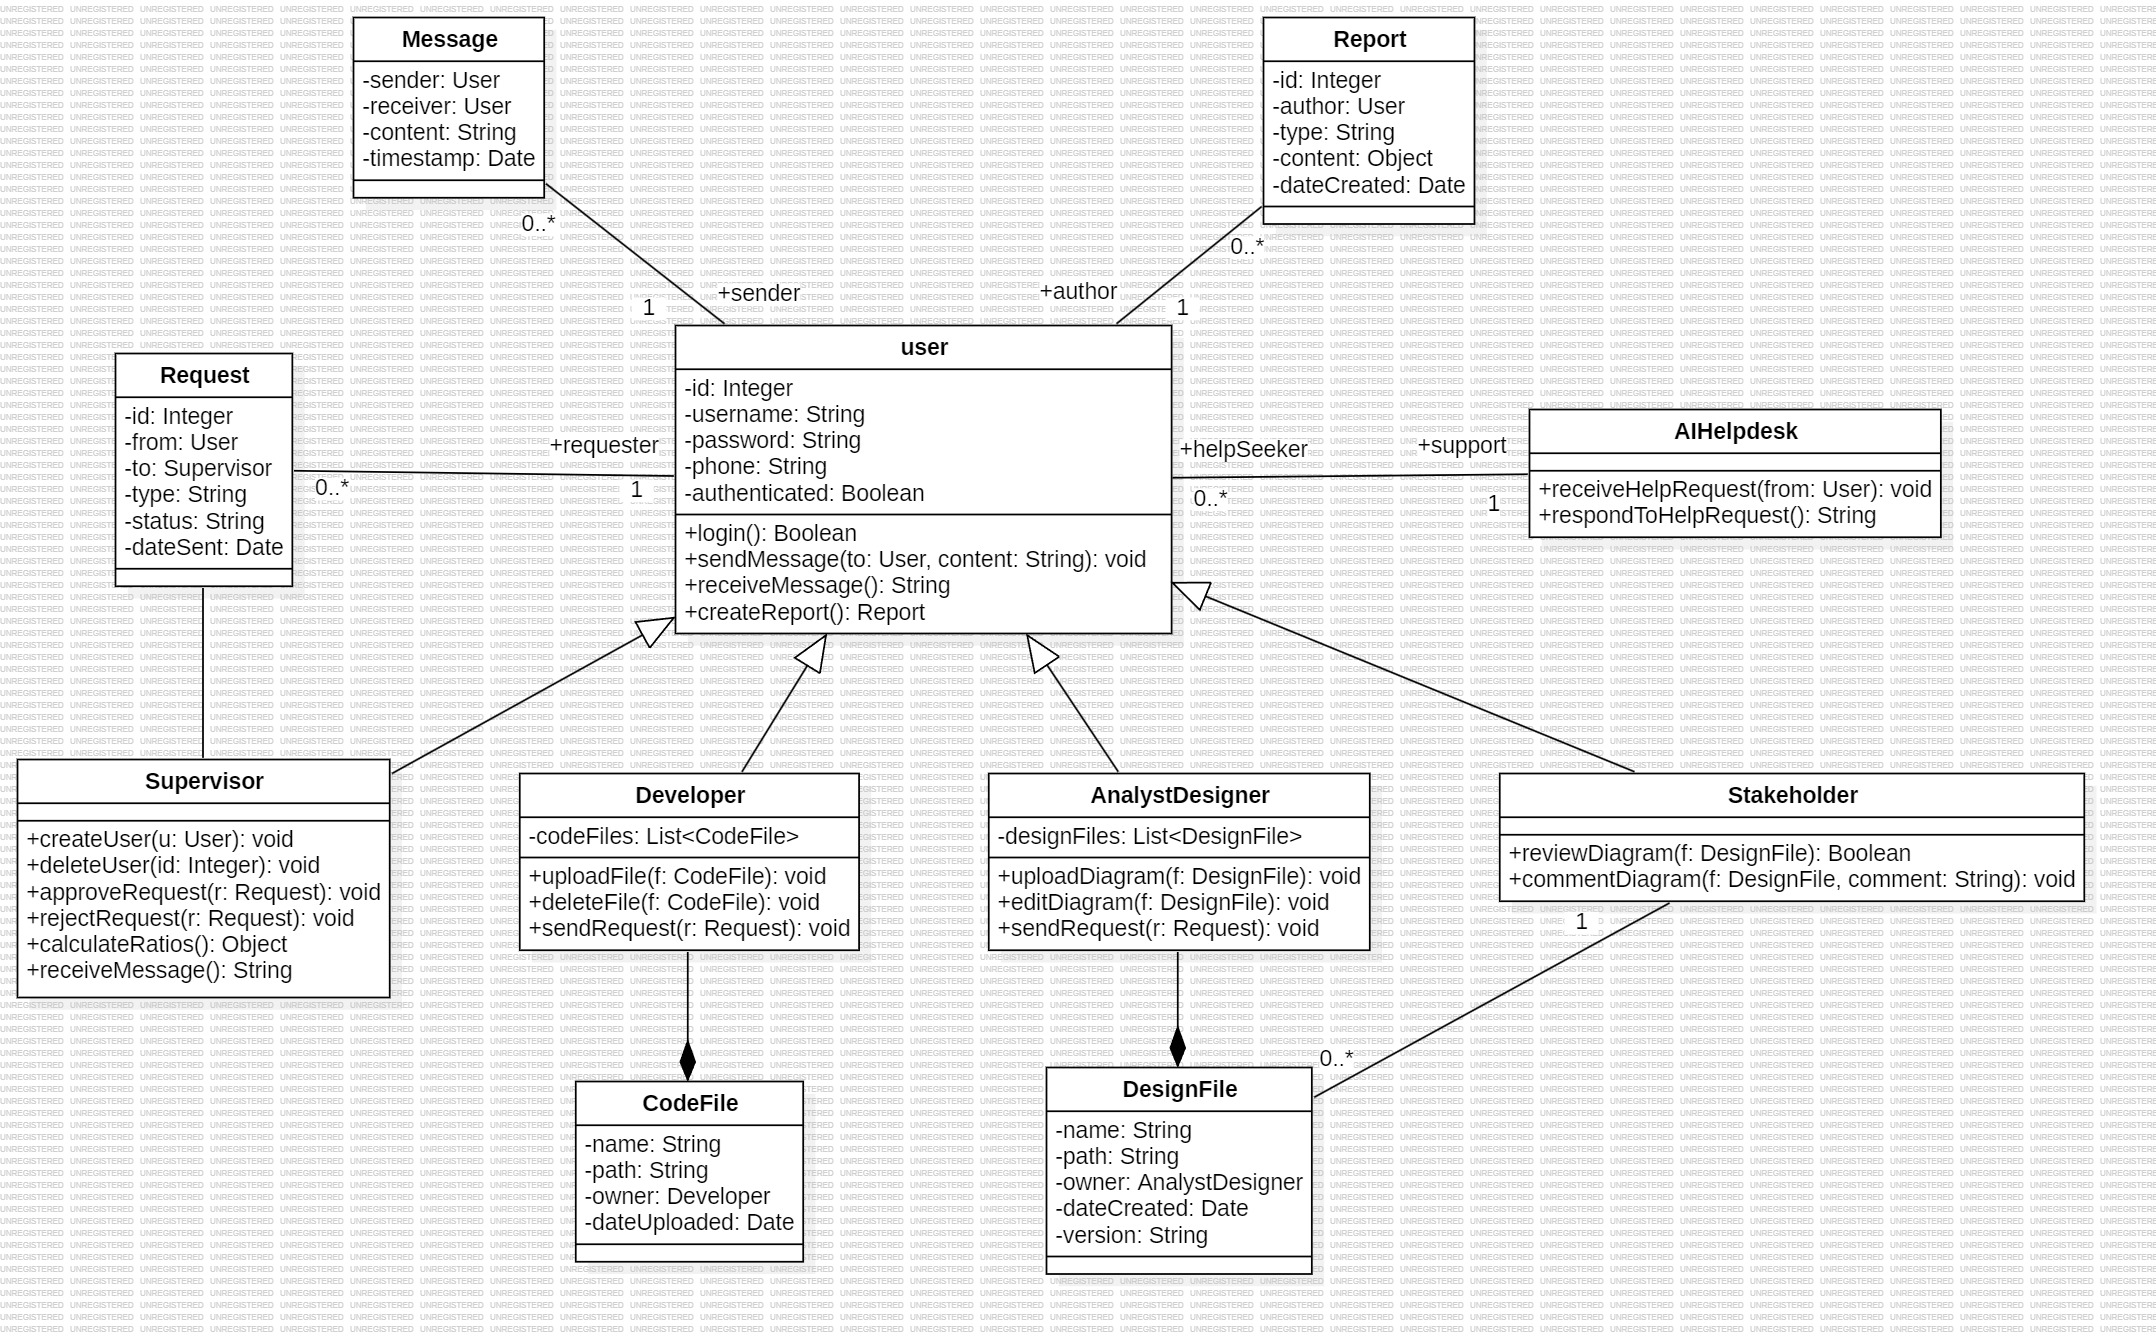 Message
-sender: User
-receiver: User
-content: String
-timestamp: Date
0..*
1
+sender
Report
-id: Integer
-author: User
-type: String
-content: Object
-dateCreated: Date
0..*
+author
1
Request
-id: Integer
-from: User
-to: Supervisor
-type: String
-status: String
-dateSent: Date
0..*
+requester
1
user
-id: Integer
-username: String
-password: String
-phone: String
-authenticated: Boolean
+login(): Boolean
+sendMessage(to: User, content: String): void
+receiveMessage(): String
+createReport(): Report
+helpSeeker
0..*
+support
1
AIHelpdesk
+receiveHelpRequest(from: User): void
+respondToHelpRequest(): String
Supervisor
+createUser(u: User): void
+deleteUser(id: Integer): void
+approveRequest(r: Request): void
+rejectRequest(r: Request): void
+calculateRatios(): Object
+receiveMessage(): String
Developer
-codeFiles: List<CodeFile>
+uploadFile(f: CodeFile): void
+deleteFile(f: CodeFile): void
+sendRequest(r: Request): void
AnalystDesigner
-designFiles: List<DesignFile>
+uploadDiagram(f: DesignFile): void
+editDiagram(f: DesignFile): void
+sendRequest(r: Request): void
Stakeholder
+reviewDiagram(f: DesignFile): Boolean
+commentDiagram(f: DesignFile, comment: String): void
1
0..*
CodeFile
-name: String
-path: String
-owner: Developer
-dateUploaded: Date
DesignFile
-name: String
-path: String
-owner: AnalystDesigner
-dateCreated: Date
-version: String
UNREGISTERED